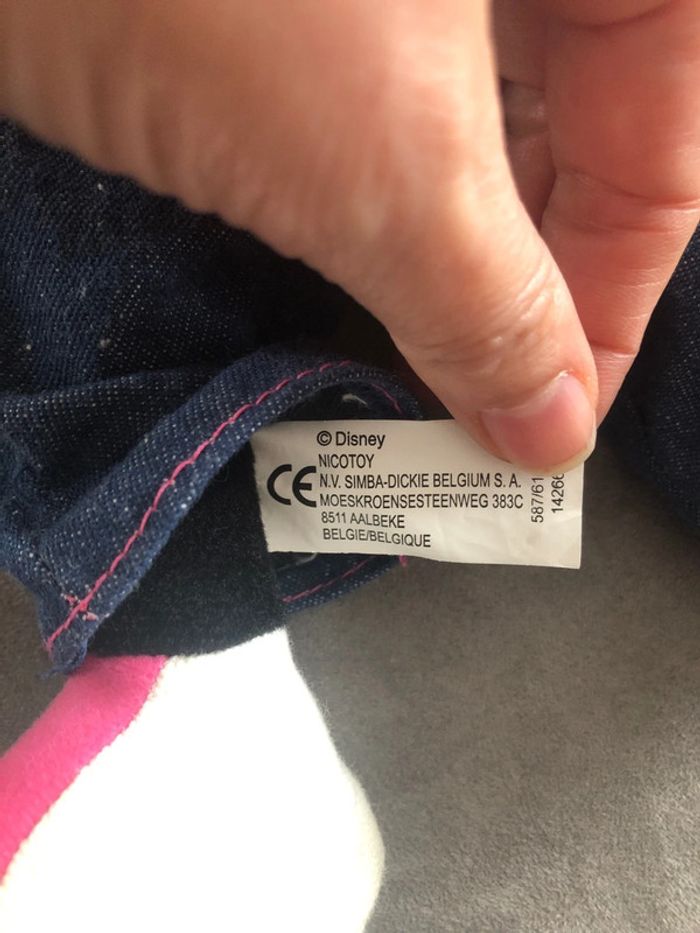 © Disney
NICOTOY
CE
N.V. SIMBA-DICKIE BELGIUM S. A.
MOESKROENSESTEENWEG 383C
8511 AALBEKE
BELGIE/BELGIQUE
587/61